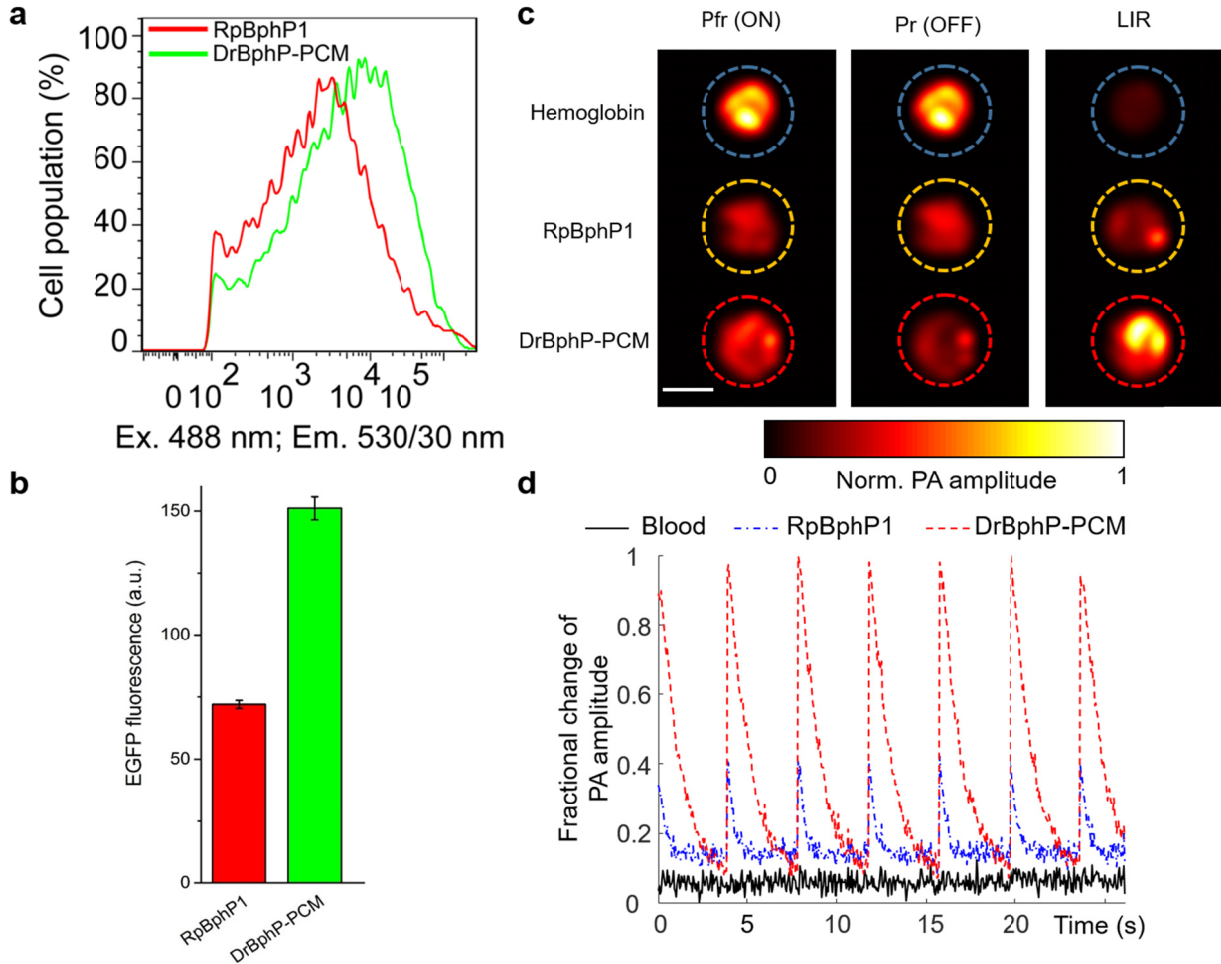 a
RpBphP1
DrBphP-PCM
Cell population (%)
100
80
60
40
20
0
0 10 2 10 3 10 4 10 5
Ex. 488 nm; Em. 530/30 nm
b
EGFP fluorescence (a.u.)
150
100
50
0
RpBphP1
DrBphP-PCM
c
Pfr (ON)
Pr (OFF)
LIR
Hemoglobin
RpBphP1
DrBphP-PCM
0
1
Norm. PA amplitude
d
Blood
RpBphP1
DrBphP-PCM
Fractional change of
PA amplitude
1
0.8
0.6
0.4
0.2
0
0 5 10 15 20 Time (s)